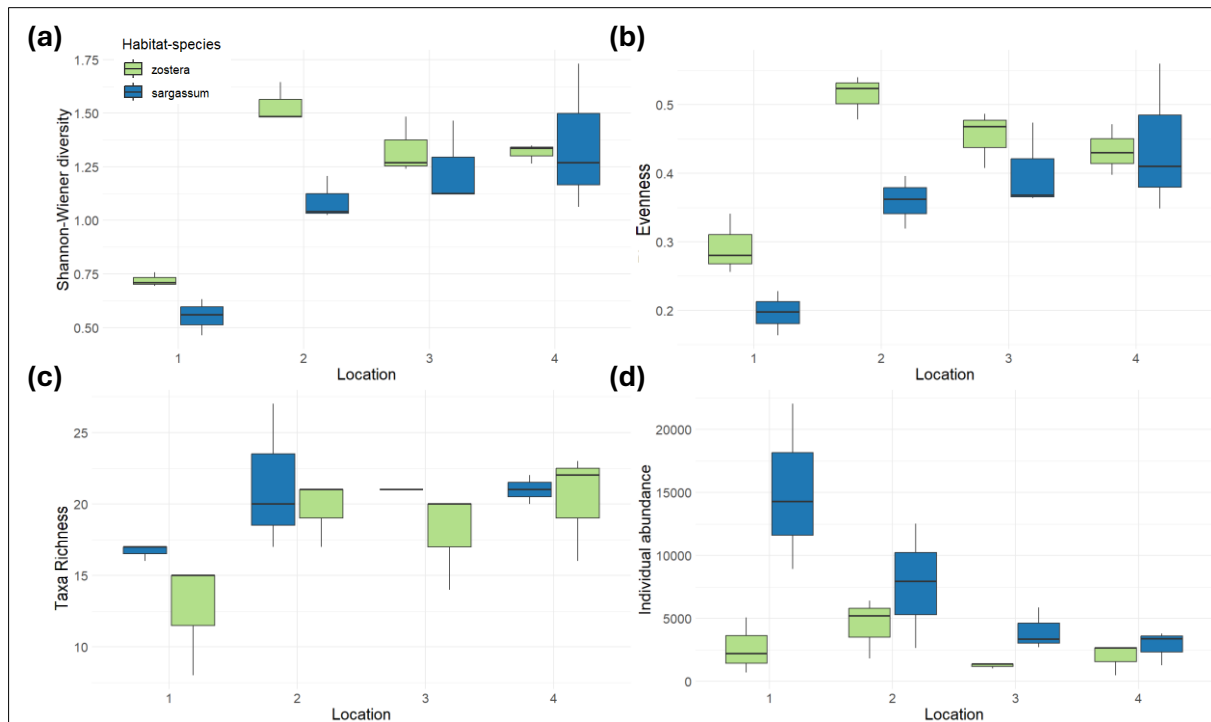 (a)
Habitat-species
zostera
sargassum
Shannon-Wiener diversity
1.75
1.50
1.25
1.00
0.75
0.50
1 2 3 4
Location
(b)
Evenness
0.5
0.4
0.3
0.2
1 2 3 4
Location
(c)
Taxa Richness
25
20
15
10
1 2 3 4
Location
(d)
Individual abundance
20000
15000
10000
5000
0
1 2 3 4
Location